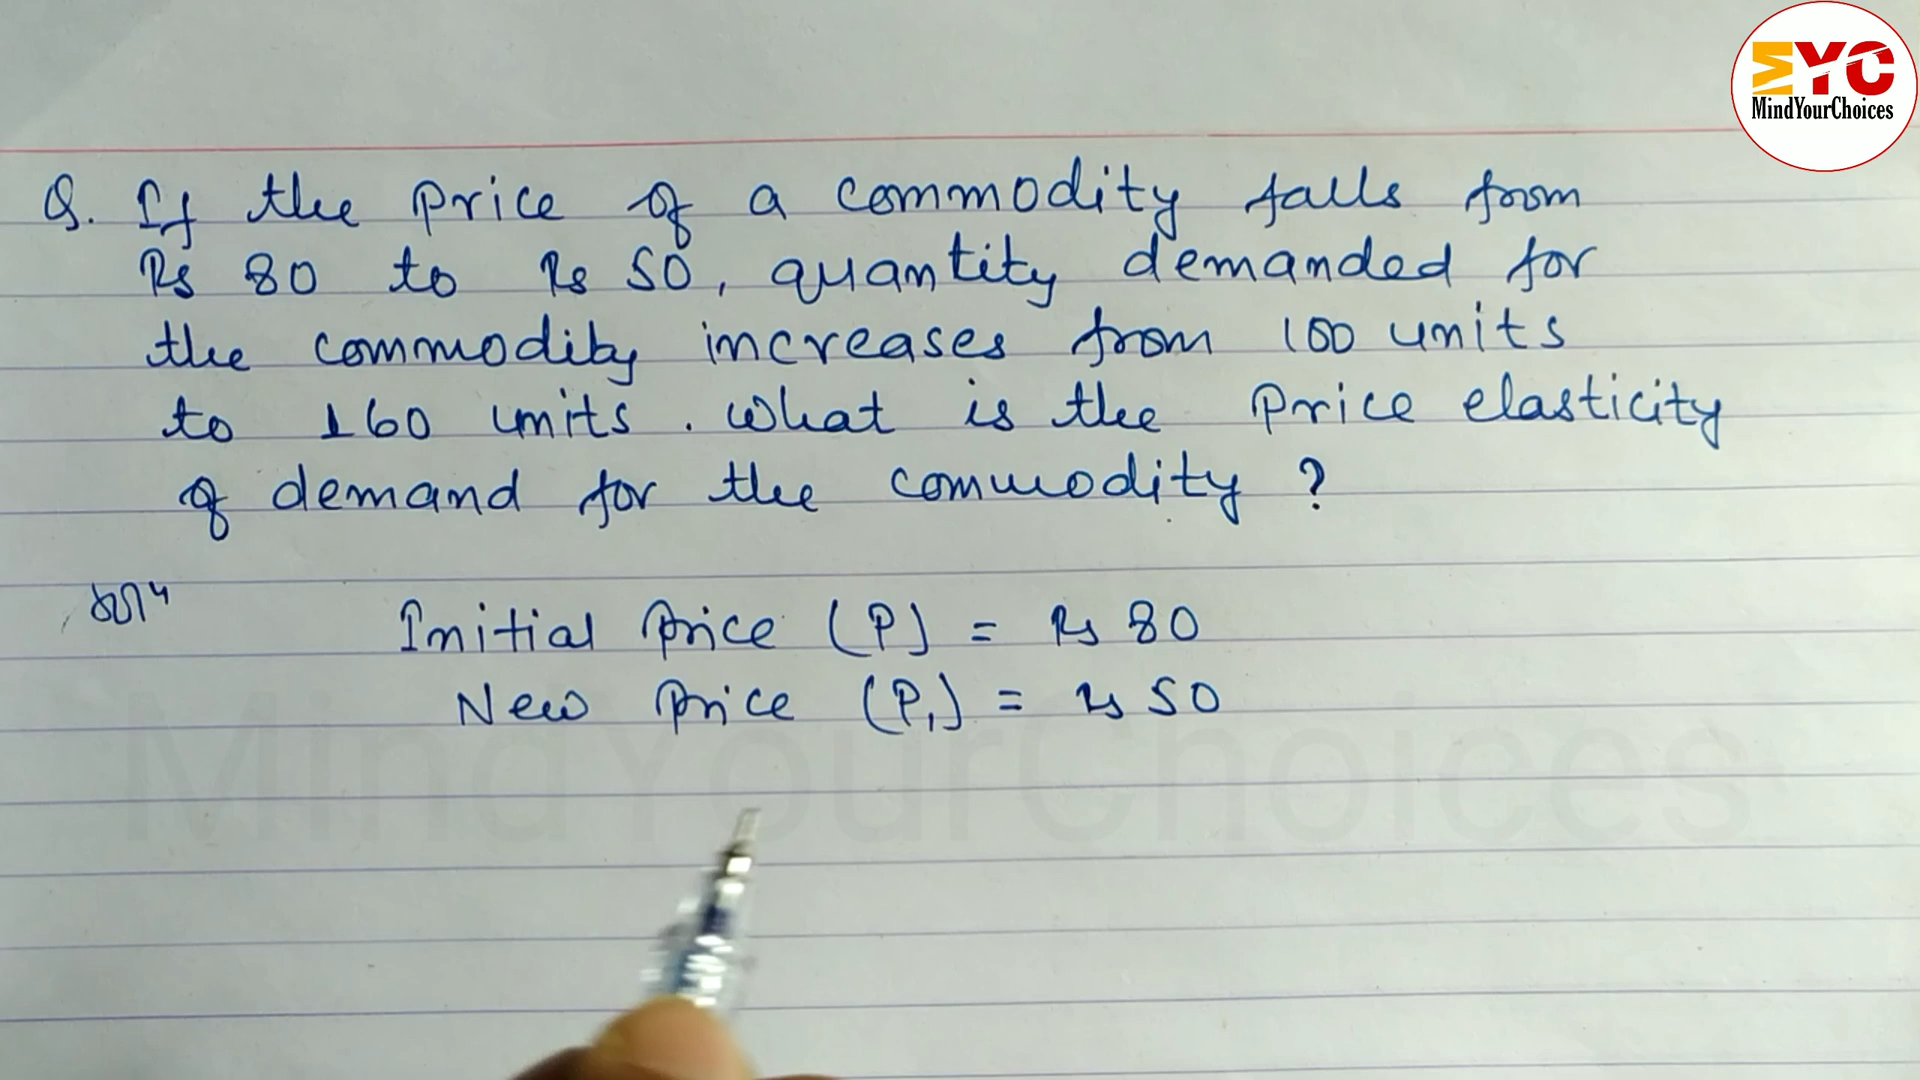 MYC
MindYourChoices
Q. If the price of a commodity falls from
Rs 80 to Rs 50, quantity demanded for
the commodity increases from 100 units
to 160 units. What is the price elasticity
of demand for the commodity ?
Initial price (P) = Rs 80
New price (P₁) = Rs 50
MindYourChoices